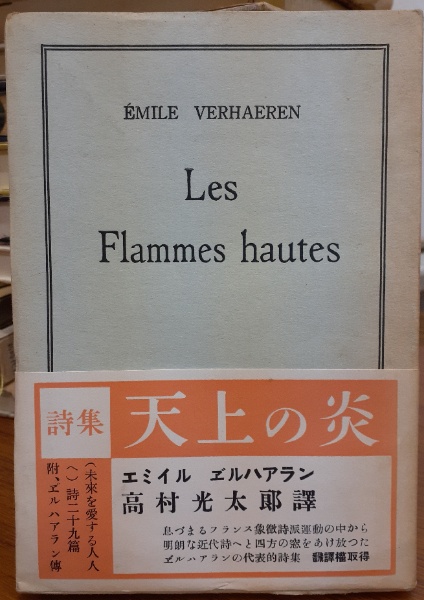 ÉMILE VERHAEREN
Les
Flammes hautes
詩集
天上の炎
エミイル ヹルハアラン
高村光太郎譯
息づまるフランス象徴詩派運動の中から
明朗な近代詩へと四方の窓をあけ放つた
ヹルハアランの代表的詩集 飜譯權取得
(未來を愛する人人
へ)詩二十九篇
附、ヹルハアラン傳